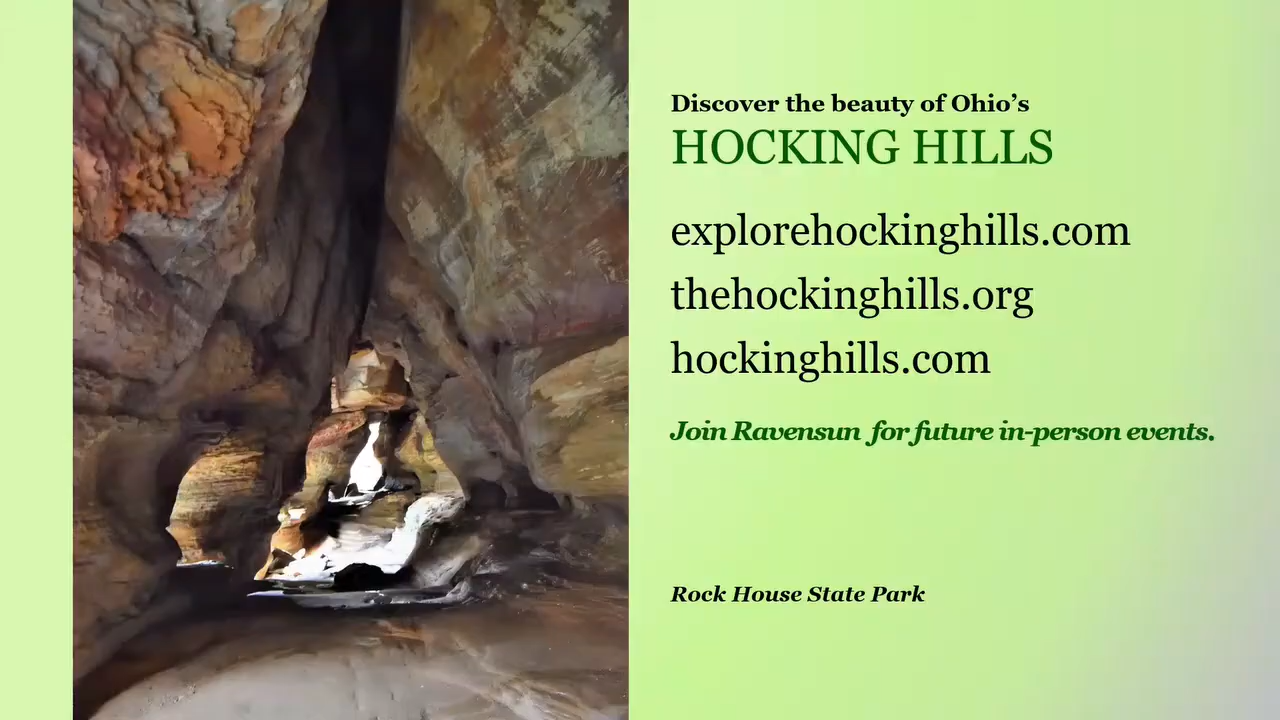 Discover the beauty of Ohio’s
HOCKING HILLS
explorehockinghills.com
thehockinghills.org
hockinghills.com
Join Ravensun for future in-person events.
Rock House State Park